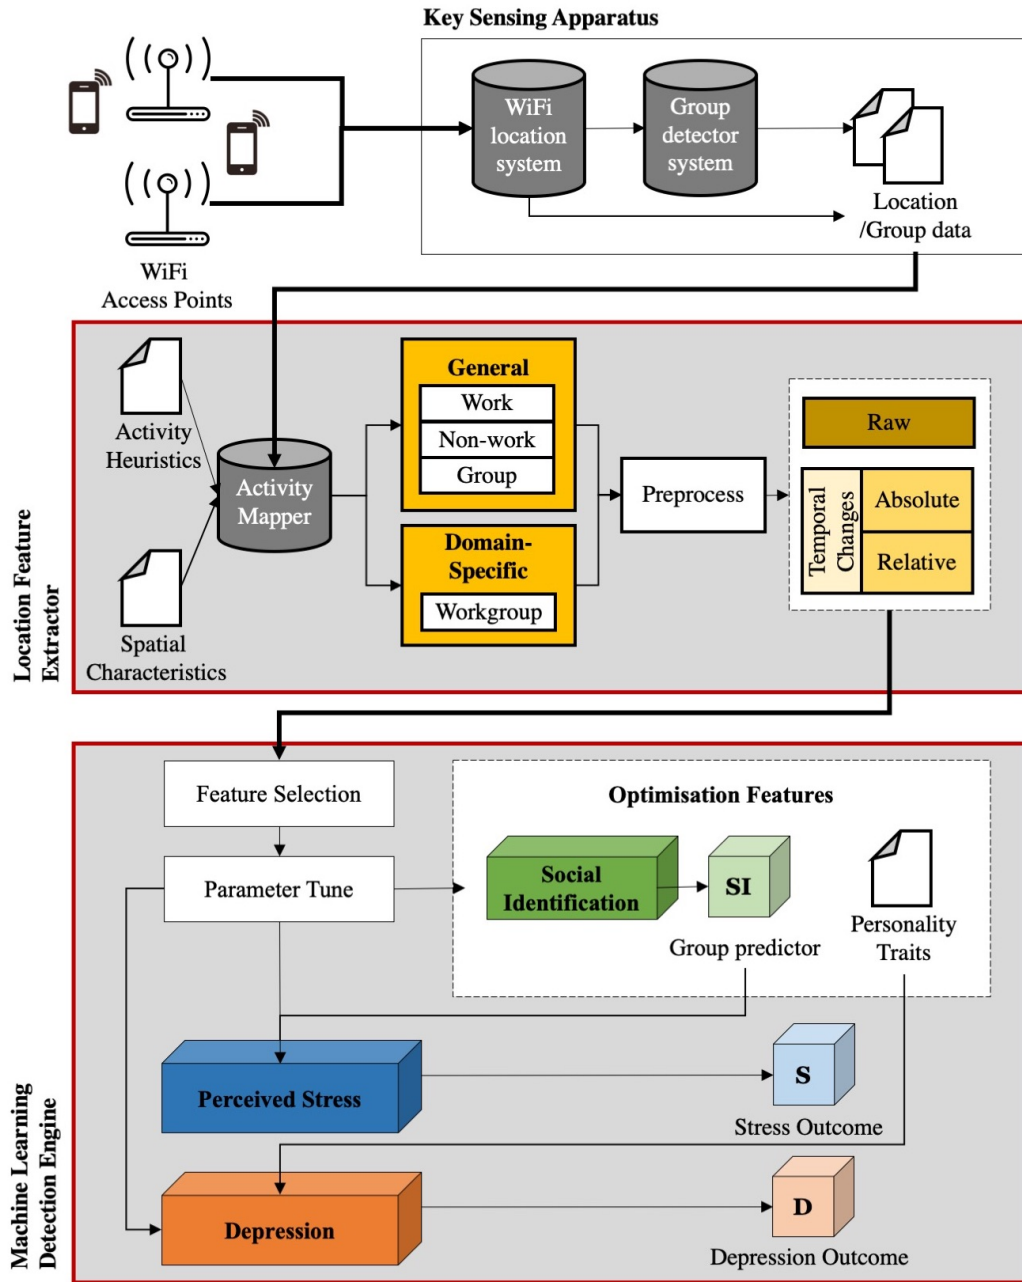 Key Sensing Apparatus
WiFi
location
system
Group
detector
system
Location
/Group data
WiFi
Access Points
Location Feature
Extractor
Activity
Heuristics
Activity
Mapper
Spatial
Characteristics
General
Work
Non-work
Group
Domain-
Specific
Workgroup
Preprocess
Raw
Temporal
Changes
Absolute
Relative
Machine Learning
Detection Engine
Feature Selection
Parameter Tune
Optimisation Features
Social
Identification
SI
Group predictor
Personality
Traits
Perceived Stress
S
Stress Outcome
Depression
D
Depression Outcome